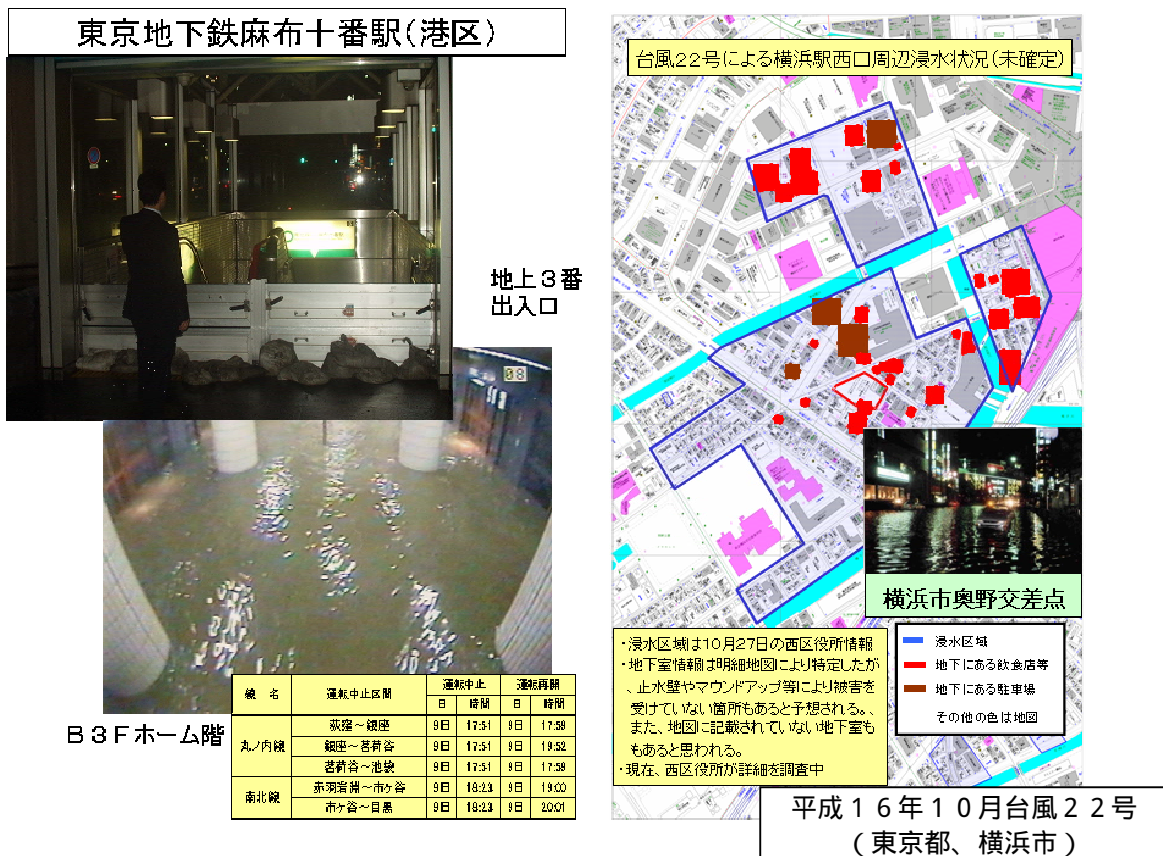 東京地下鉄麻布十番駅(港区)
地上３番
出入口
08
Ｂ３Ｆホーム階
線　名 運転中止区間 運転中止 運転再開
日 時間 日 時間
丸ノ内線 荻窪～銀座 9日 17:51 9日 17:59
銀座～茗荷谷 9日 17:51 9日 19:52
茗荷谷～池袋 9日 17:51 9日 17:59
南北線 赤羽岩淵～市ヶ谷 9日 18:23 9日 19:00
市ヶ谷～目黒 9日 18:23 9日 20:01
台風22号による横浜駅西口周辺浸水状況(未確定)
横浜市奥野交差点
・浸水区域は10月27日の西区役所情報
・地下室情報は明細地図により特定したが
、止水壁やマウンドアップ等により被害を
受けていない箇所もあると予想される。、
また、地図に記載されていない地下室も
もあると思われる。
・現在、西区役所が詳細を調査中
浸水区域
地下にある飲食店等
地下にある駐車場
その他の色は地図
平成１６年１０月台風２２号
（東京都、横浜市）